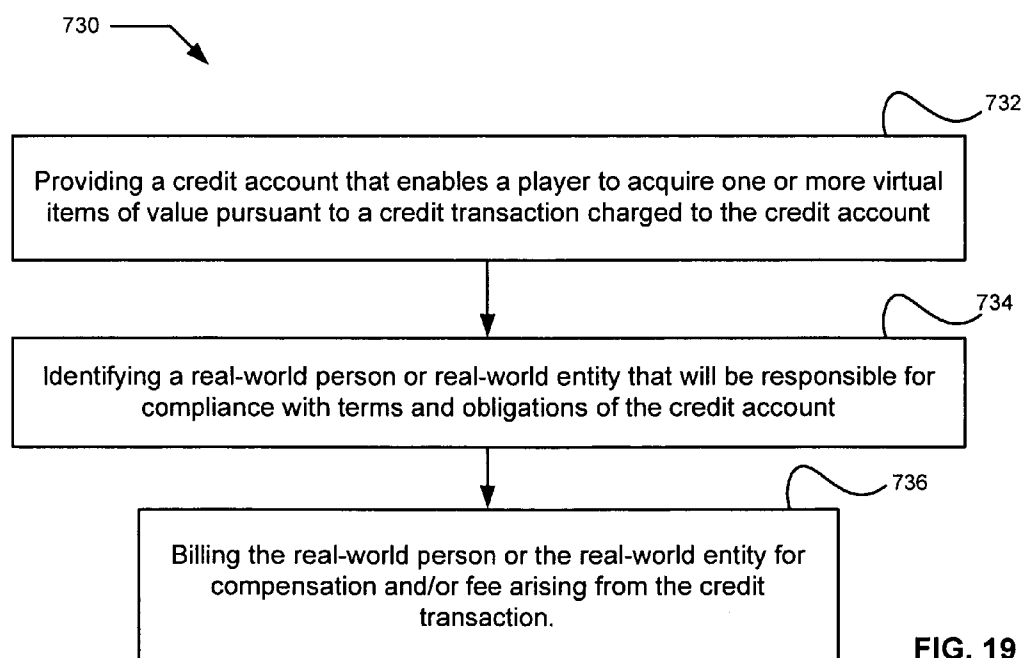 730
732
Providing a credit account that enables a player to acquire one or more virtual
items of value pursuant to a credit transaction charged to the credit account
734
Identifying a real-world person or real-world entity that will be responsible for
compliance with terms and obligations of the credit account
736
Billing the real-world person or the real-world entity for
compensation and/or fee arising from the credit
transaction.
FIG. 19